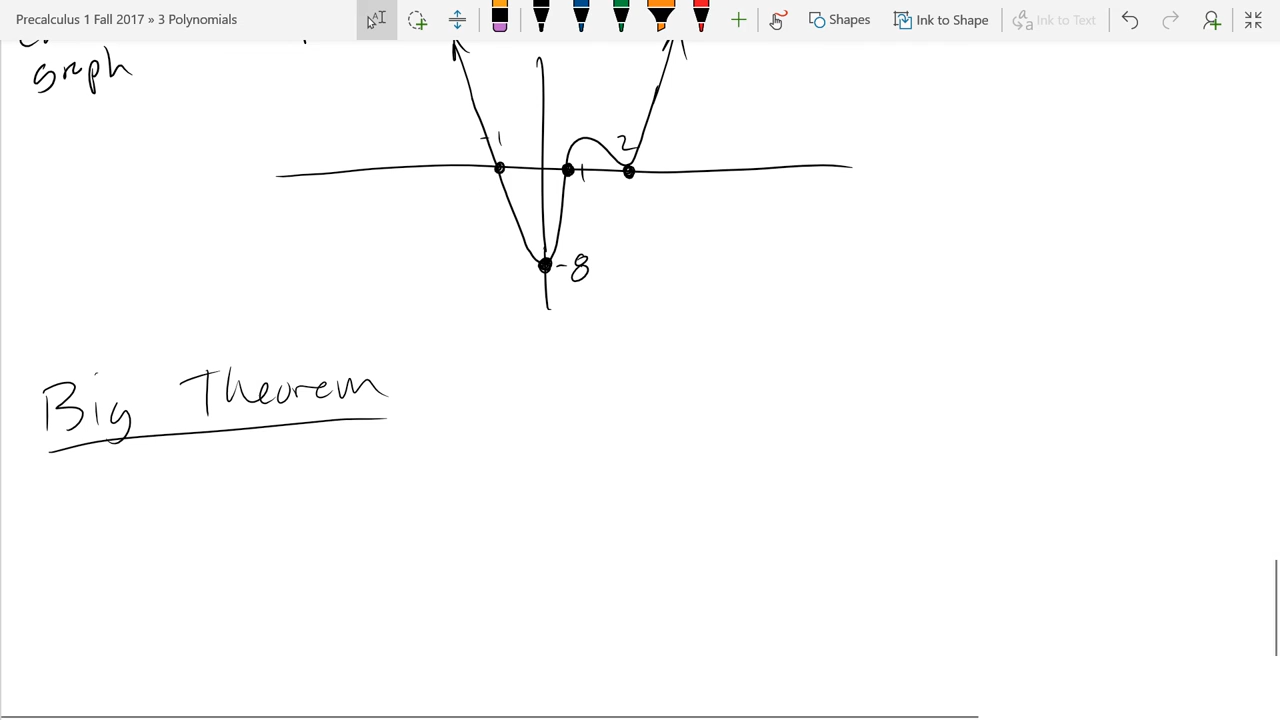 Precalculus 1 Fall 2017 » 3 Polynomials
Shapes
Ink to Shape
Ink to Text
graph
-1
2
1
-8
Big Theorem